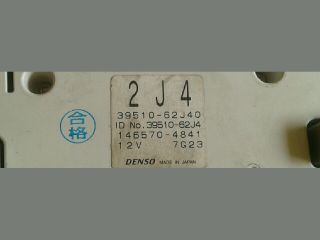 2J4
39510-62J40
ID No.39510-62J4
146570-4841
12V 7G23
DENSO MADE IN JAPAN
合格